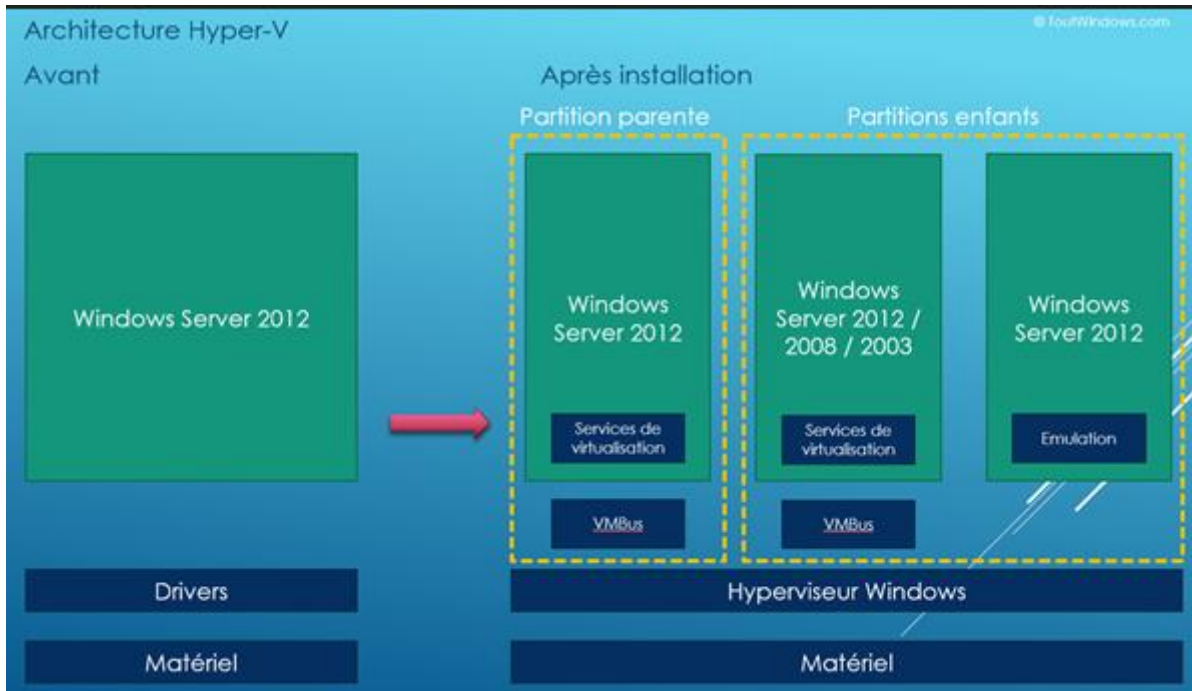 Architecture Hyper-V
© ToutWindows.com
Avant
Après installation
Partition parente
Partitions enfants
Windows Server 2012
Windows
Server 2012
Windows
Server 2012 /
2008 / 2003
Windows
Server 2012
Services de
virtualisation
Services de
virtualisation
Emulation
VMBus
VMBus
Drivers
Hyperviseur Windows
Matériel
Matériel